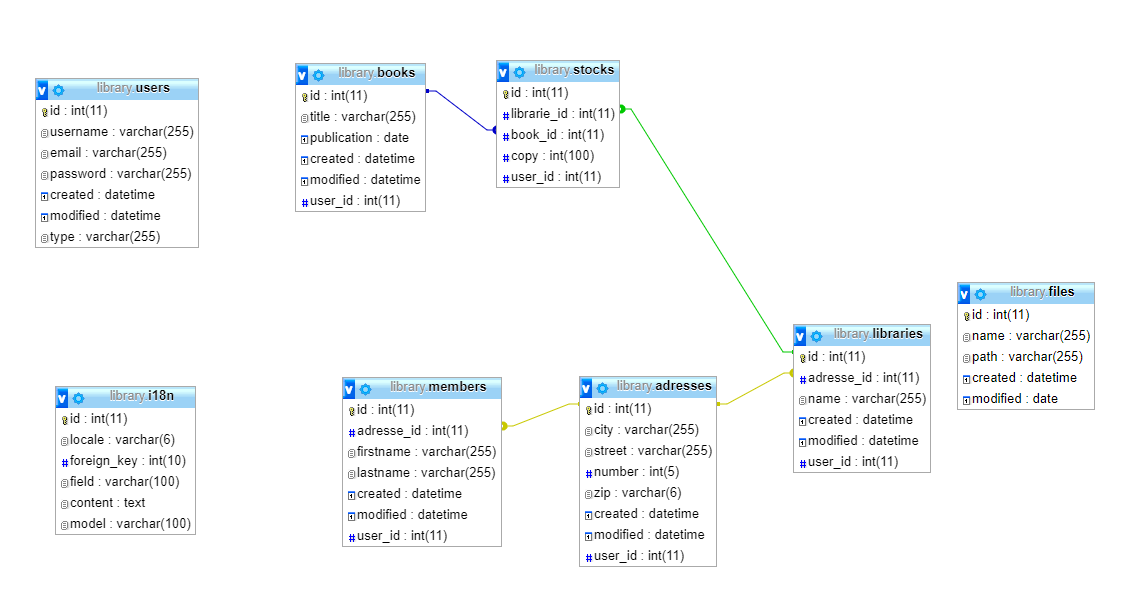 library.users
id : int(11)
username : varchar(255)
email : varchar(255)
password : varchar(255)
created : datetime
modified : datetime
type : varchar(255)
library.books
id : int(11)
title : varchar(255)
publication : date
created : datetime
modified : datetime
user_id : int(11)
library.stocks
id : int(11)
librarie_id : int(11)
book_id : int(11)
copy : int(100)
user_id : int(11)
library.files
id : int(11)
name : varchar(255)
path : varchar(255)
created : datetime
modified : date
library.libraries
id : int(11)
adresse_id : int(11)
name : varchar(255)
created : datetime
modified : datetime
user_id : int(11)
library.i18n
id : int(11)
locale : varchar(6)
foreign_key : int(10)
field : varchar(100)
content : text
model : varchar(100)
library.members
id : int(11)
adresse_id : int(11)
firstname : varchar(255)
lastname : varchar(255)
created : datetime
modified : datetime
user_id : int(11)
library.adresses
id : int(11)
city : varchar(255)
street : varchar(255)
number : int(5)
zip : varchar(6)
created : datetime
modified : datetime
user_id : int(11)